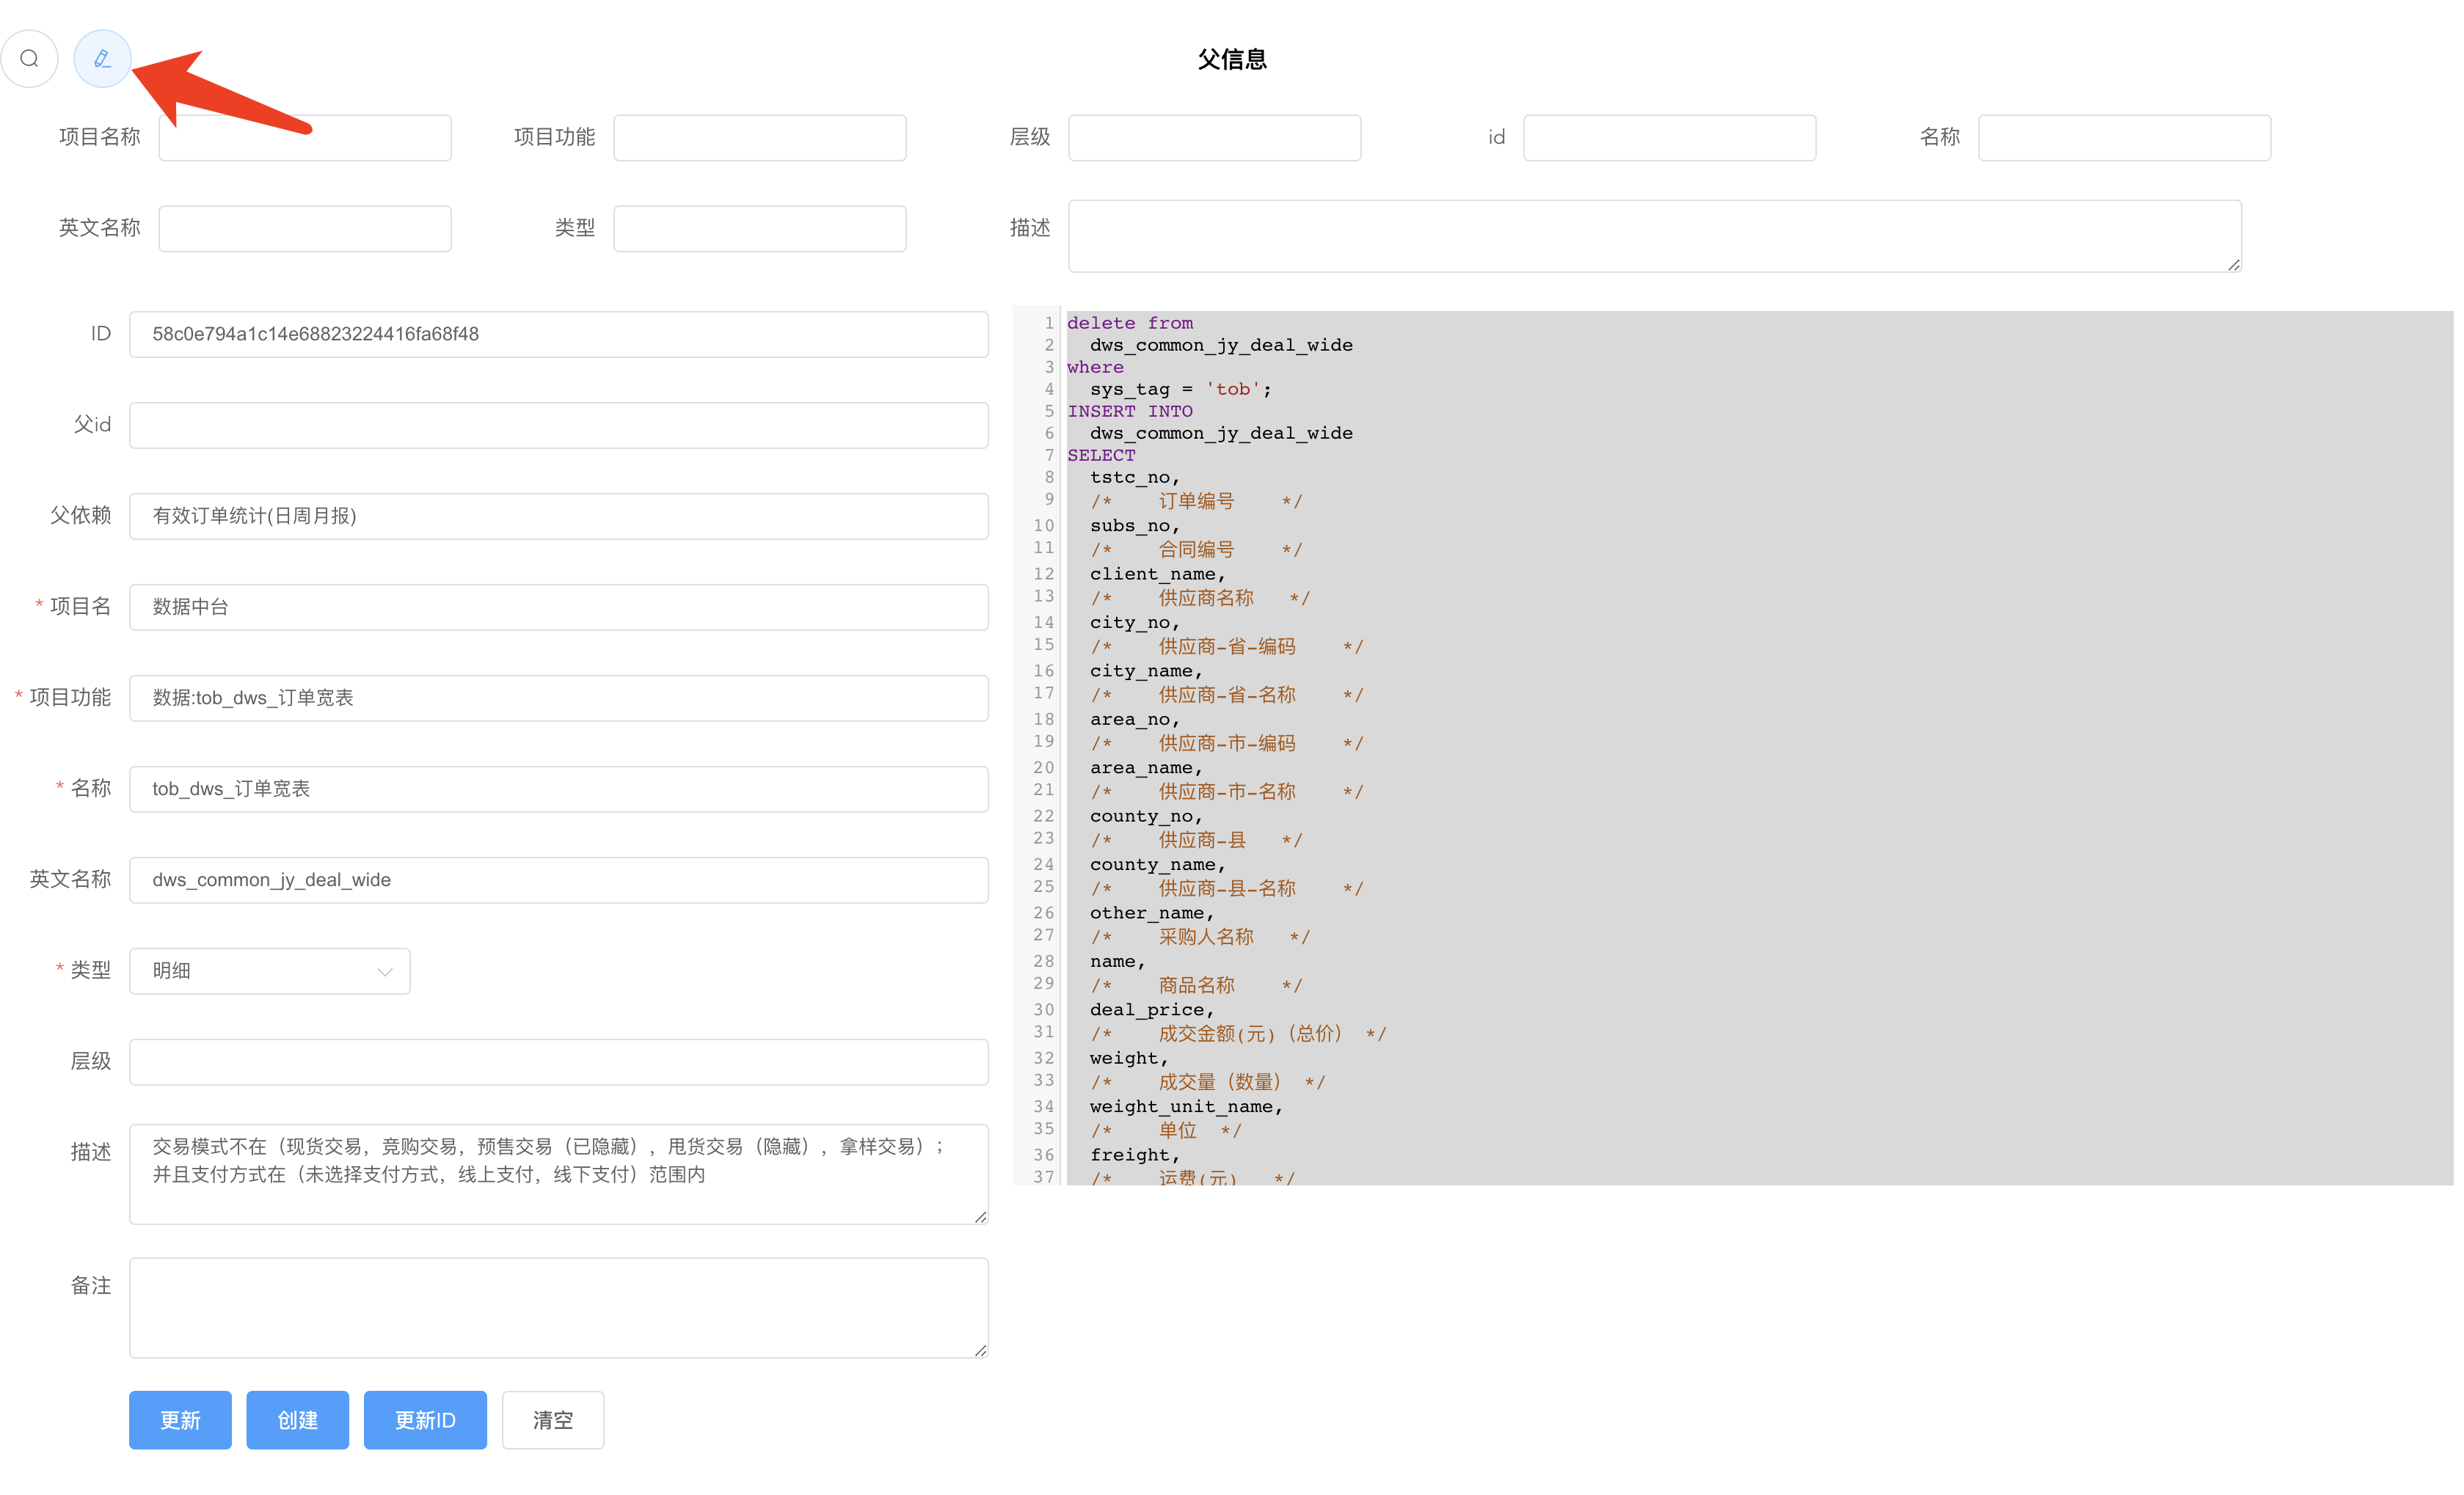 父信息
项目名称 项目功能 层级 id 名称
英文名称 类型 描述
ID 58c0e794a1c14e68823224416fa68f48
父id
父依赖 有效订单统计(日周月报)
* 项目名 数据中台
* 项目功能 数据:tob_dws_订单宽表
* 名称 tob_dws_订单宽表
英文名称 dws_common_jy_deal_wide
* 类型 明细
层级
描述 交易模式不在（现货交易，竞购交易，预售交易（已隐藏），甩货交易（隐藏），拿样交易）；
并且支付方式在（未选择支付方式，线上支付，线下支付）范围内
备注
更新 创建 更新ID 清空
1 delete from
2 dws_common_jy_deal_wide
3 where
4 sys_tag = 'tob';
5 INSERT INTO
6 dws_common_jy_deal_wide
7 SELECT
8 tstc_no,
9 /* 订单编号 */
10 subs_no,
11 /* 合同编号 */
12 client_name,
13 /* 供应商名称 */
14 city_no,
15 /* 供应商-省-编码 */
16 city_name,
17 /* 供应商-省-名称 */
18 area_no,
19 /* 供应商-市-编码 */
20 area_name,
21 /* 供应商-市-名称 */
22 county_no,
23 /* 供应商-县 */
24 county_name,
25 /* 供应商-县-名称 */
26 other_name,
27 /* 采购人名称 */
28 name,
29 /* 商品名称 */
30 deal_price,
31 /* 成交金额(元)（总价） */
32 weight,
33 /* 成交量（数量） */
34 weight_unit_name,
35 /* 单位 */
36 freight,
37 /* 运费(元) */